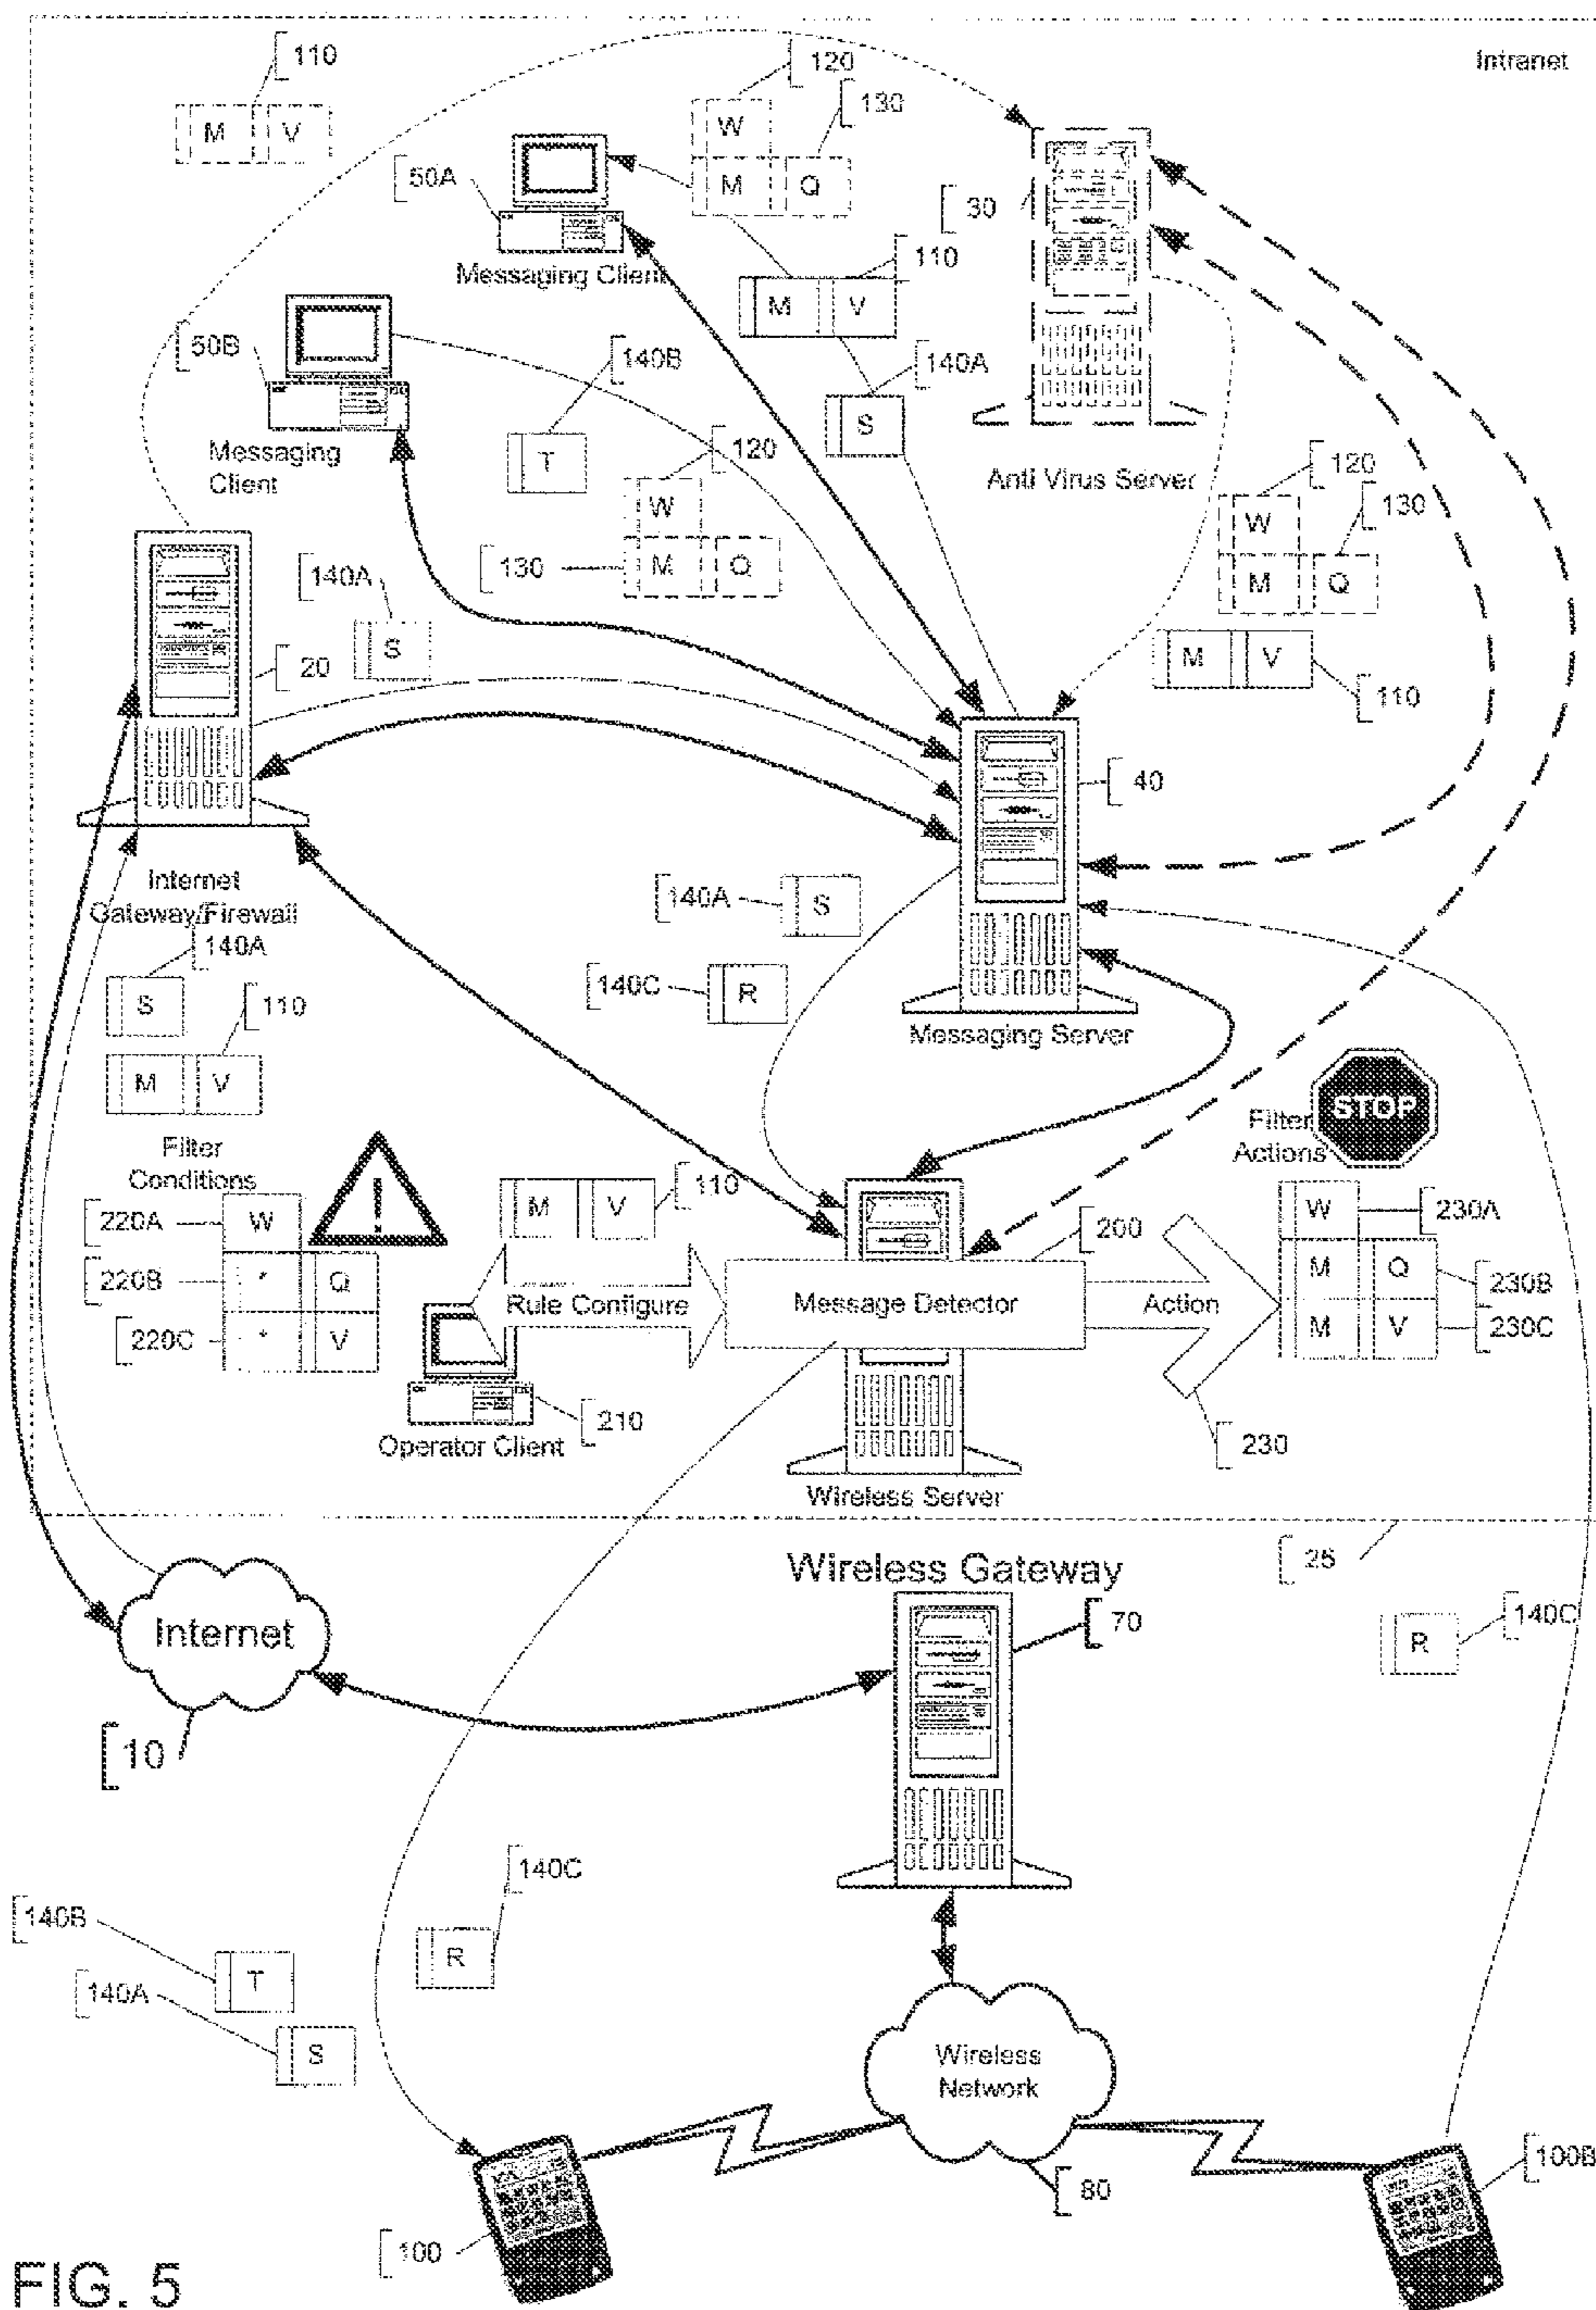 Intranet
110
M V
120
W
130
M Q
50A
Messaging Client
30
110
M V
50B
Messaging
Client
140B
T
140A
S
Anti Virus Server
120
W
130
M Q
120
W
130
M Q
140A
S
20
M V
110
40
Internet
Gateway/Firewall
140A
S
140C
R
Messaging Server
140A
S
110
M V
Filter
Conditions
220A
W
220B
* Q
220C
* V
110
M V
Rule Configure
Operator Client
210
Message Detector
200
Wireless Server
Action
230
STOP
Filter
Actions
W
230A
M Q
230B
M V
230C
25
Wireless Gateway
70
Internet
10
140C
R
140C
R
140B
T
140A
S
Wireless
Network
80
100
100B
FIG. 5